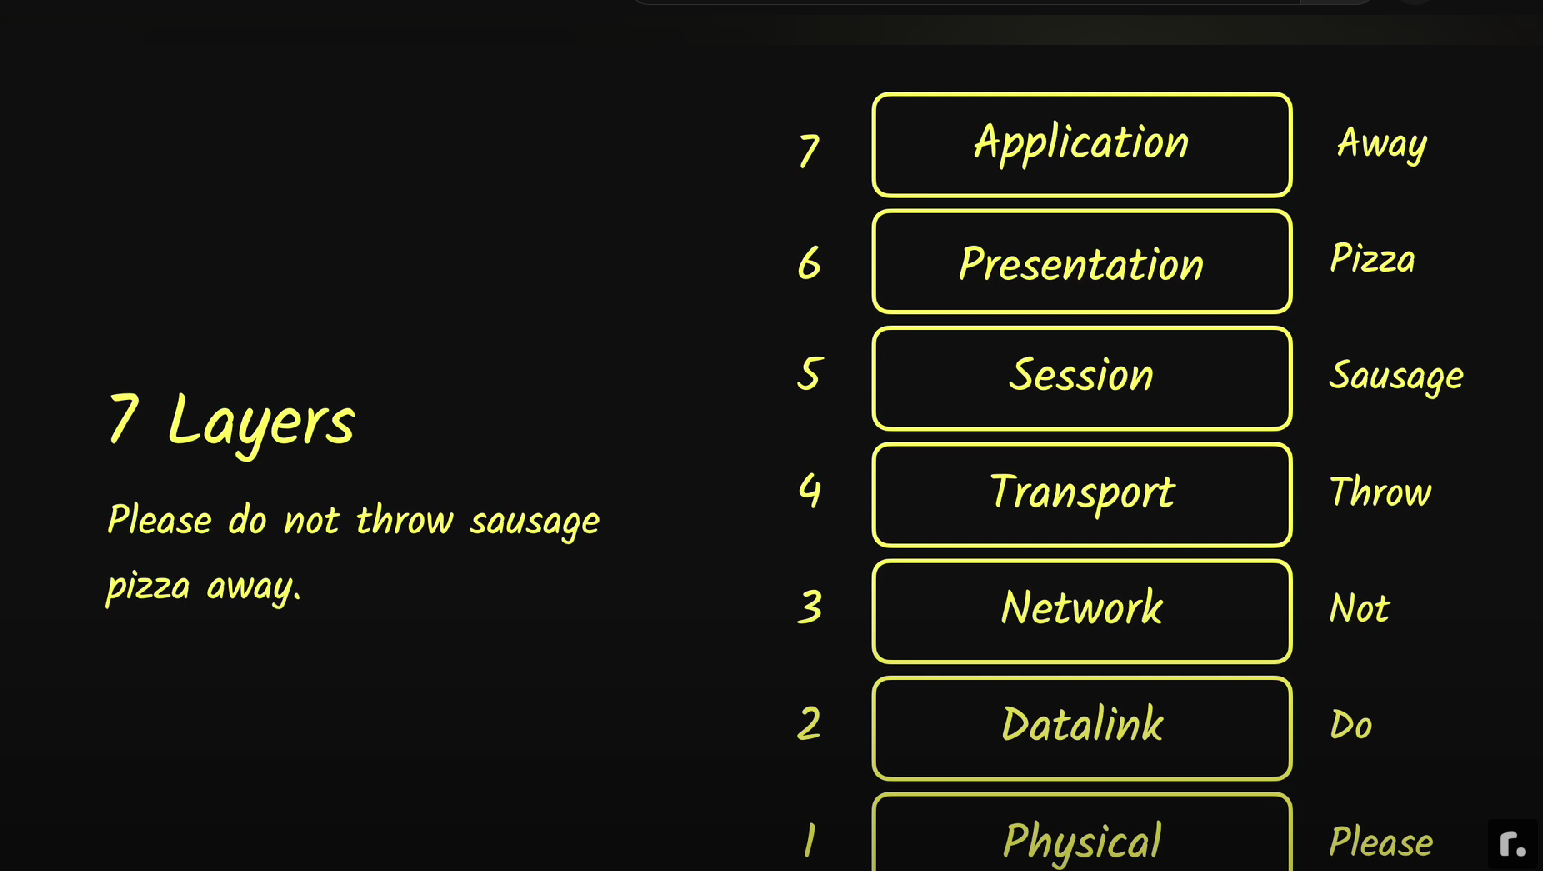 7 Layers
Please do not throw sausage
pizza away.
7 Application Away
6 Presentation Pizza
5 Session Sausage
4 Transport Throw
3 Network Not
2 Datalink Do
1 Physical Please
r.